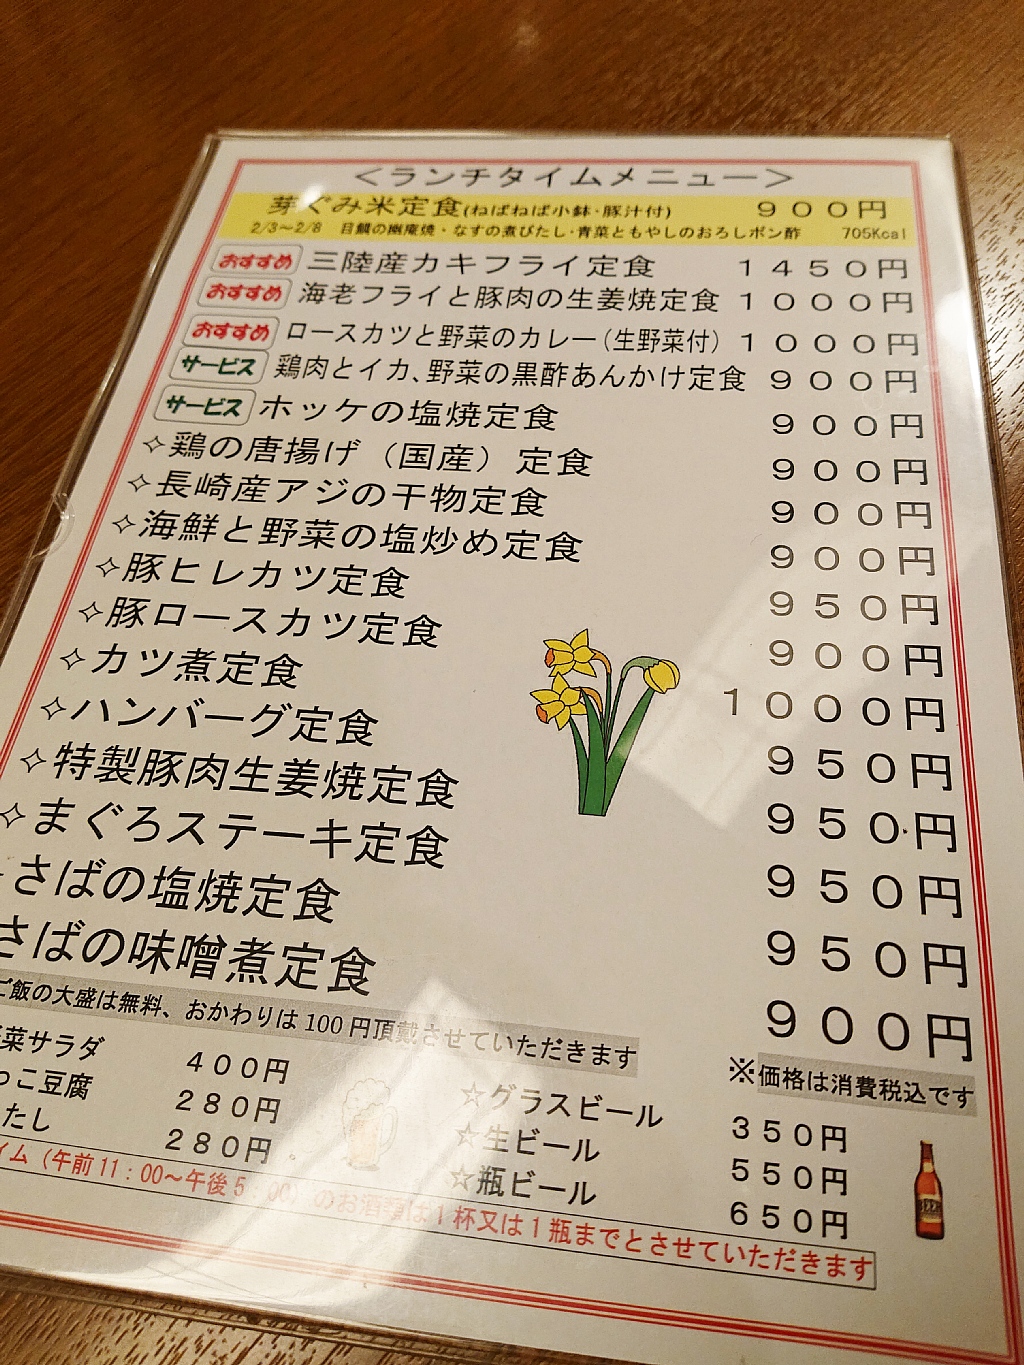 ＜ランチタイムメニュー＞
芽ぐみ米定食(ねばねば小鉢・豚汁付) ９００円
2/3～2/8 目鯛の幽庵焼・なすの煮びたし・青菜ともやしのおろしポン酢 705Kcal
おすすめ 三陸産カキフライ定食 １４５０円
おすすめ 海老フライと豚肉の生姜焼定食 １０００円
おすすめ ロースカツと野菜のカレー（生野菜付） １０００円
サービス 鶏肉とイカ、野菜の黒酢あんかけ定食 ９００円
サービス ホッケの塩焼定食 ９００円
✧鶏の唐揚げ（国産）定食 ９００円
✧長崎産アジの干物定食 ９００円
✧海鮮と野菜の塩炒め定食 ９００円
✧豚ヒレカツ定食 ９５０円
✧豚ロースカツ定食 ９００円
✧カツ煮定食 １０００円
✧ハンバーグ定食 ９５０円
✧特製豚肉生姜焼定食 ９５０円
✧まぐろステーキ定食 ９５０円
さばの塩焼定食 ９５０円
さばの味噌煮定食 ９００円
ご飯の大盛は無料、おかわりは100円頂戴させていただきます
※価格は消費税込です
菜サラダ ４００円
っこ豆腐 ２８０円
たし ２８０円
☆グラスビール ３５０円
☆生ビール ５５０円
☆瓶ビール ６５０円
イム（午前11：00～午後5：00）のお酒類は1杯又は1瓶までとさせていただきます